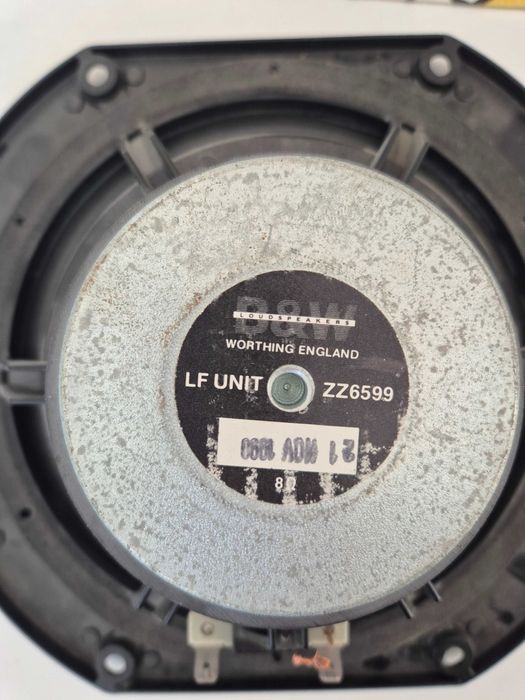 B&W
LOUDSPEAKERS
WORTHING ENGLAND
LF UNIT ZZ6599
21 NOV 1990
8Ω